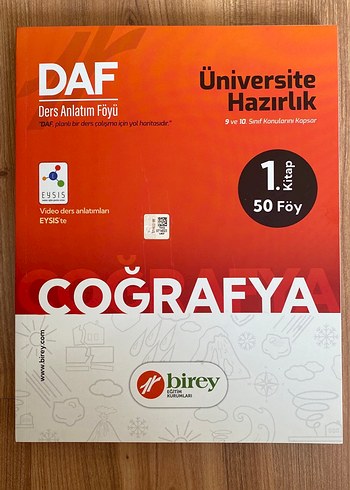 DAF
Ders Anlatım Föyü
"DAF, planlı bir ders çalışma için yol haritasıdır."
Üniversite
Hazırlık
9 ve 10. Sınıf Konularını Kapsar
1. Kitap
50 Föy
EYSIS
Video ders anlatımları
EYSIS'te
COĞRAFYA
COĞRAFYA
www.birey.com
birey
EĞİTİM
KURUMLARI